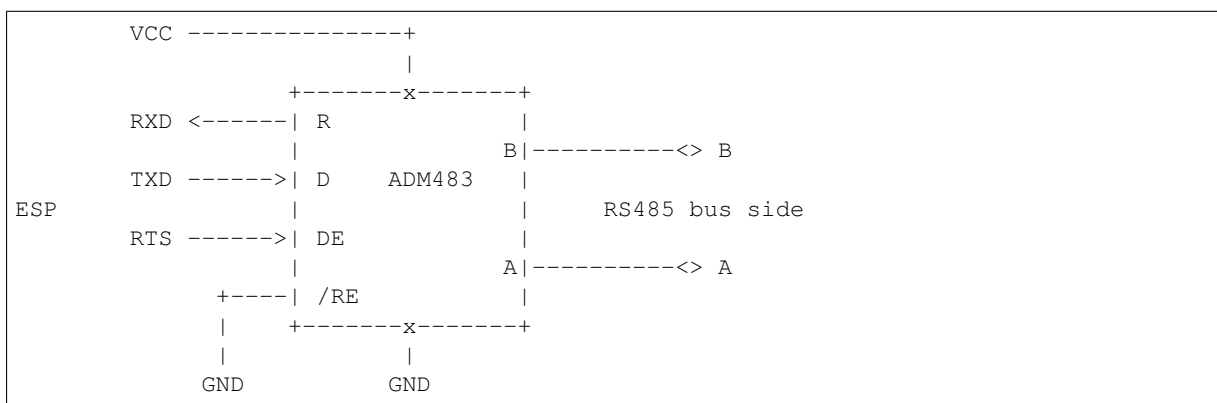 VCC ---------------+
|
+-------x-------+
RXD <------| R |
| B|----------<> B
TXD ------>| D ADM483 |
ESP | | RS485 bus side
RTS ------>| DE |
| A|----------<> A
+----| /RE |
| +-------x-------+
| |
GND GND